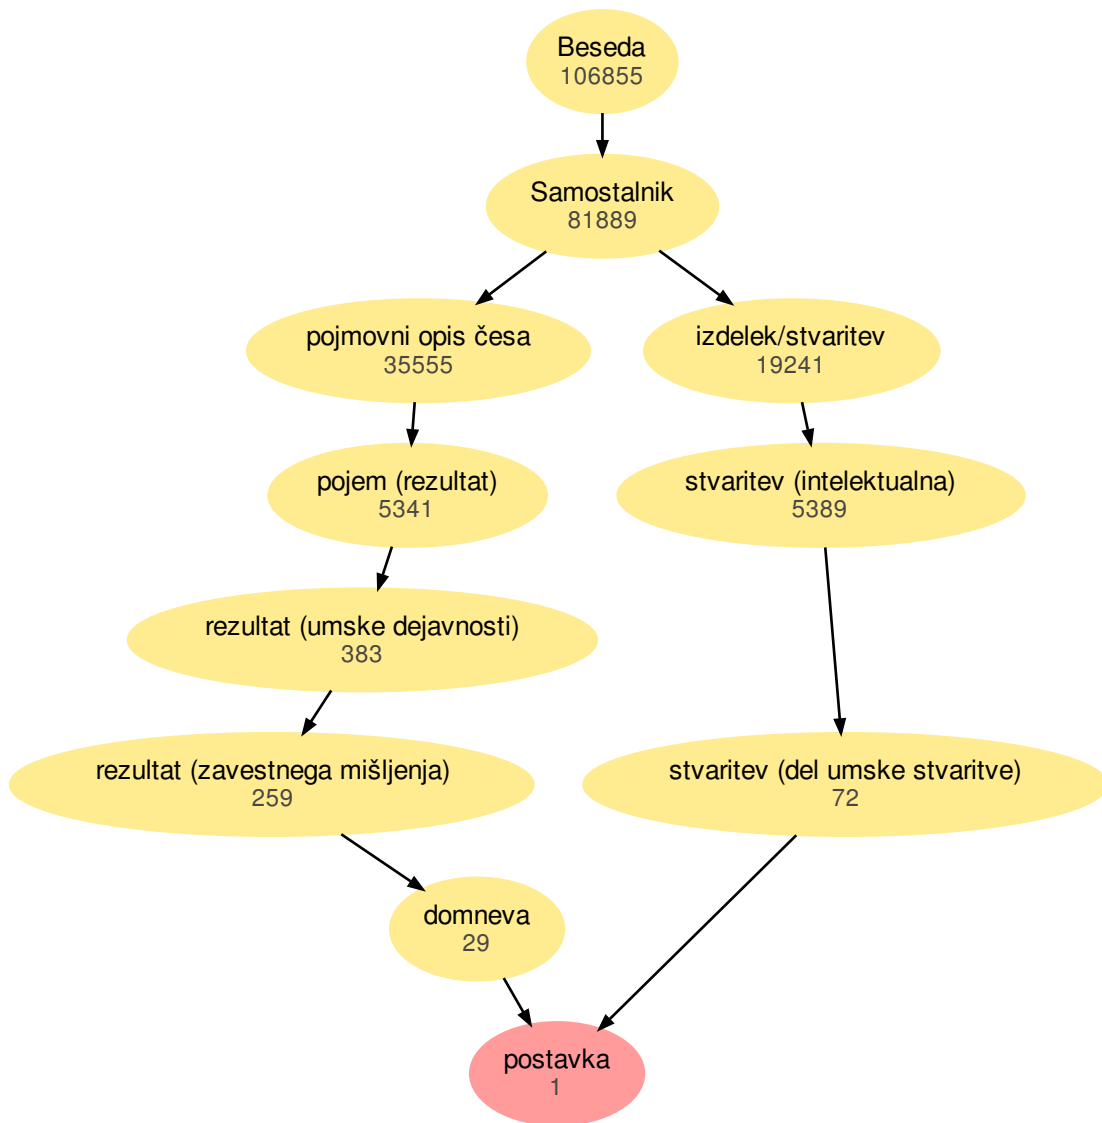 Beseda
106855
Samostalnik
81889
pojmovni opis česa
35555
izdelek/stvaritev
19241
pojem (rezultat)
5341
stvaritev (intelektualna)
5389
rezultat (umske dejavnosti)
383
rezultat (zavestnega mišljenja)
259
stvaritev (del umske stvaritve)
72
domneva
29
postavka
1